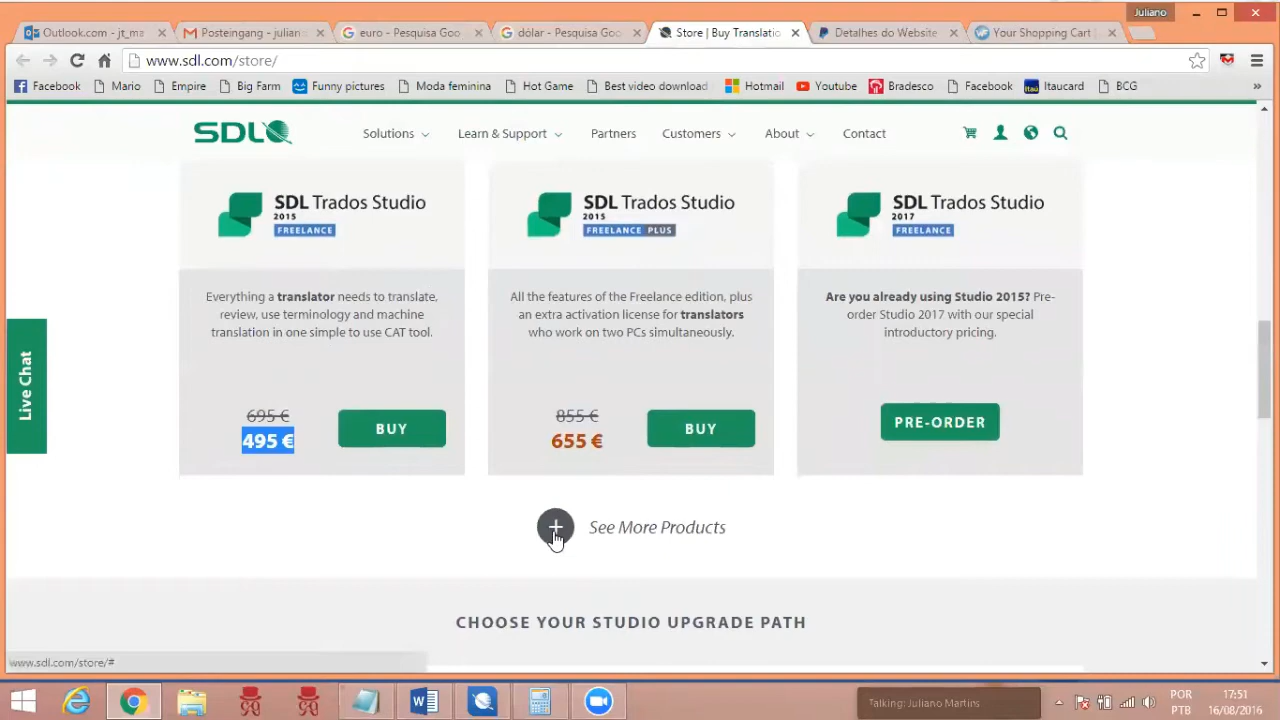 Juliano
Outlook.com - jt_ma
Posteingang - julian
euro - Pesquisa Goo
dólar - Pesquisa Goo
Store | Buy Translatio
Detalhes do Website
Your Shopping Cart
www.sdl.com/store/
Facebook
Mario
Empire
Big Farm
Funny pictures
Moda feminina
Hot Game
Best video download
Hotmail
Youtube
Bradesco
Facebook
Itaucard
BCG
»
SDL
Solutions
Learn & Support
Partners
Customers
About
Contact
SDL Trados Studio
2015
FREELANCE
Everything a translator needs to translate,
review, use terminology and machine
translation in one simple to use CAT tool.
695 €
495 €
BUY
SDL Trados Studio
2015
FREELANCE PLUS
All the features of the Freelance edition, plus
an extra activation license for translators
who work on two PCs simultaneously.
855 €
655 €
BUY
SDL Trados Studio
2017
FREELANCE
Are you already using Studio 2015? Pre-
order Studio 2017 with our special
introductory pricing.
PRE-ORDER
Live Chat
+ See More Products
CHOOSE YOUR STUDIO UPGRADE PATH
www.sdl.com/store/#
Talking: Juliano Martins
POR
PTB
17:51
16/08/2016